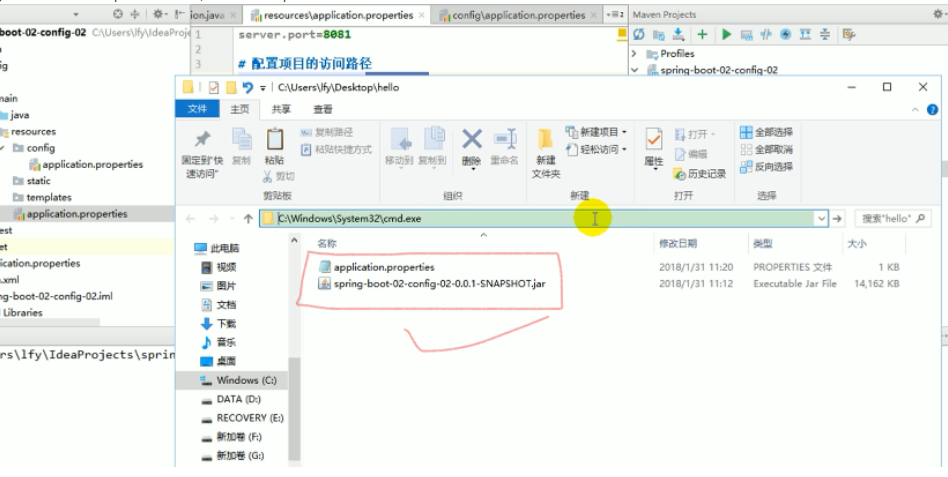 ion.java
resources\application.properties
config\application.properties
Maven Projects
boot-02-config-02 C:\Users\lfy\IdeaProje
1
server.port=8081
2
3
# 配置项目的访问路径
Profiles
spring-boot-02-config-02
ig
main
java
resources
config
application.properties
static
templates
application.properties
est
et
ication.properties
.xml
ng-boot-02-config-02.iml
Libraries
rs\lfy\IdeaProjects\sprin
C:\Users\lfy\Desktop\hello
文件 主页 共享 查看
固定到"快速访问"
复制
粘贴
复制路径
粘贴快捷方式
剪切
剪贴板
移动到
复制到
删除
重命名
组织
新建文件夹
新建项目
轻松访问
新建
属性
打开
编辑
历史记录
打开
全部选择
全部取消
反向选择
选择
C:\Windows\System32\cmd.exe
搜索"hello"
名称 修改日期 类型 大小
application.properties 2018/1/31 11:20 PROPERTIES 文件 1 KB
spring-boot-02-config-02-0.0.1-SNAPSHOT.jar 2018/1/31 11:12 Executable Jar File 14,162 KB
此电脑
视频
图片
文档
下载
音乐
桌面
Windows (C:)
DATA (D:)
RECOVERY (E:)
新加卷 (F:)
新加卷 (G:)